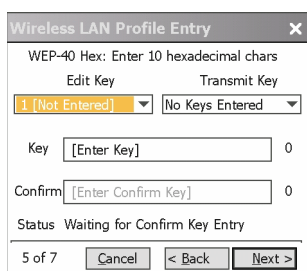 Wireless LAN Profile Entry
WEP-40 Hex: Enter 10 hexadecimal chars
Edit Key Transmit Key
1 [Not Entered] No Keys Entered
Key [Enter Key] 0
Confirm [Enter Confirm Key] 0
Status Waiting for Confirm Key Entry
5 of 7 Cancel < Back Next >